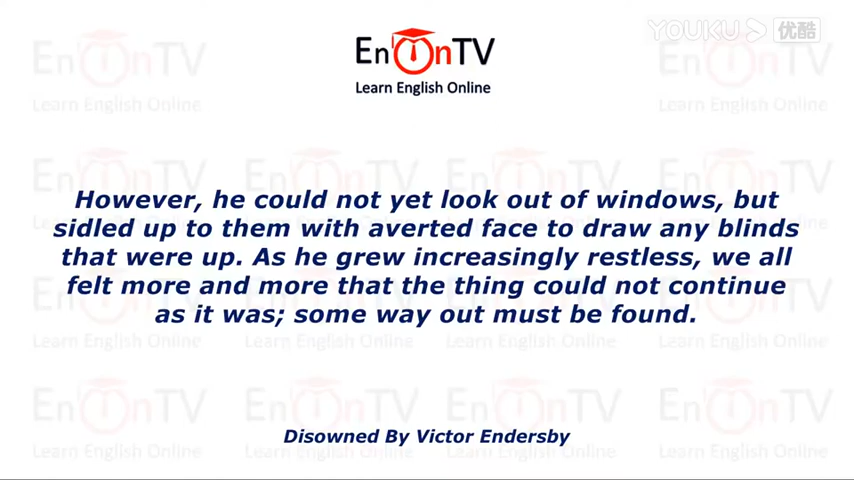 EnOnTV
Learn English Online
YOUKU 优酷
However, he could not yet look out of windows, but
sidled up to them with averted face to draw any blinds
that were up. As he grew increasingly restless, we all
felt more and more that the thing could not continue
as it was; some way out must be found.
Disowned By Victor Endersby